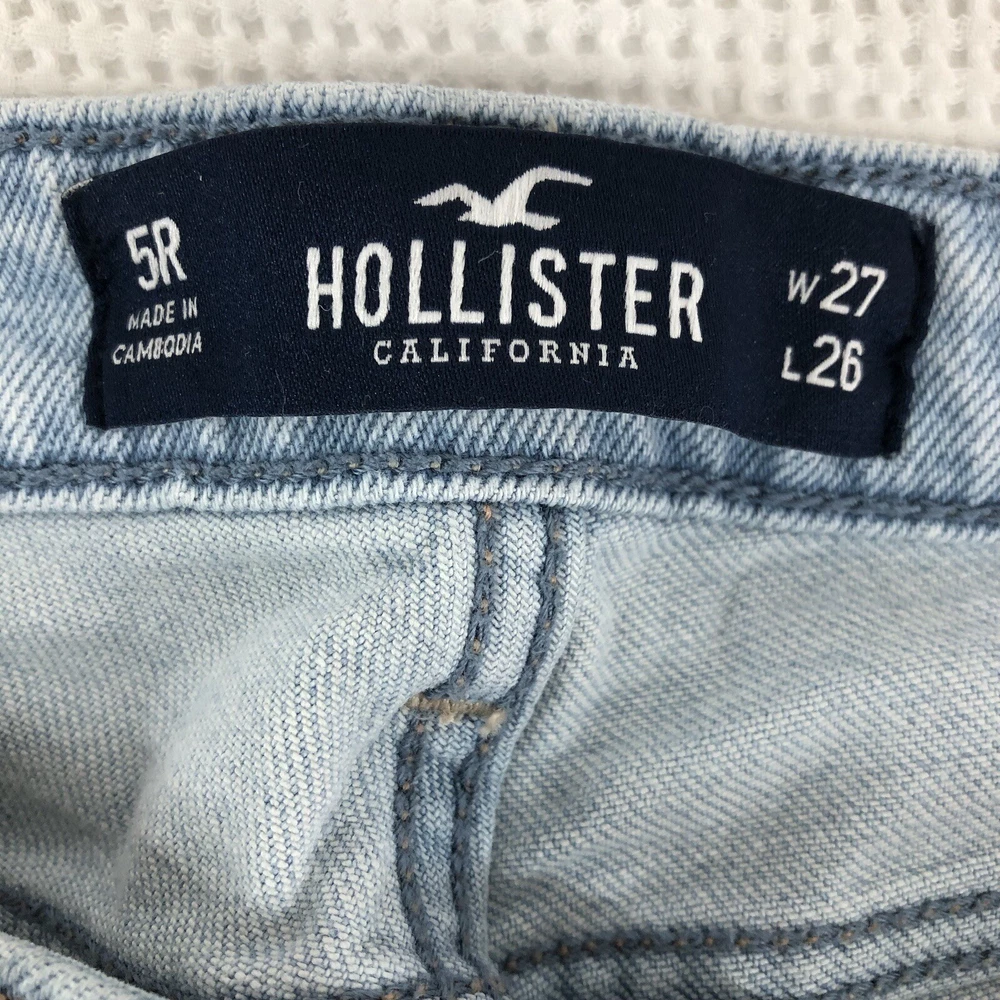 5R
MADE IN
CAMBODIA
HOLLISTER
CALIFORNIA
W27
L26